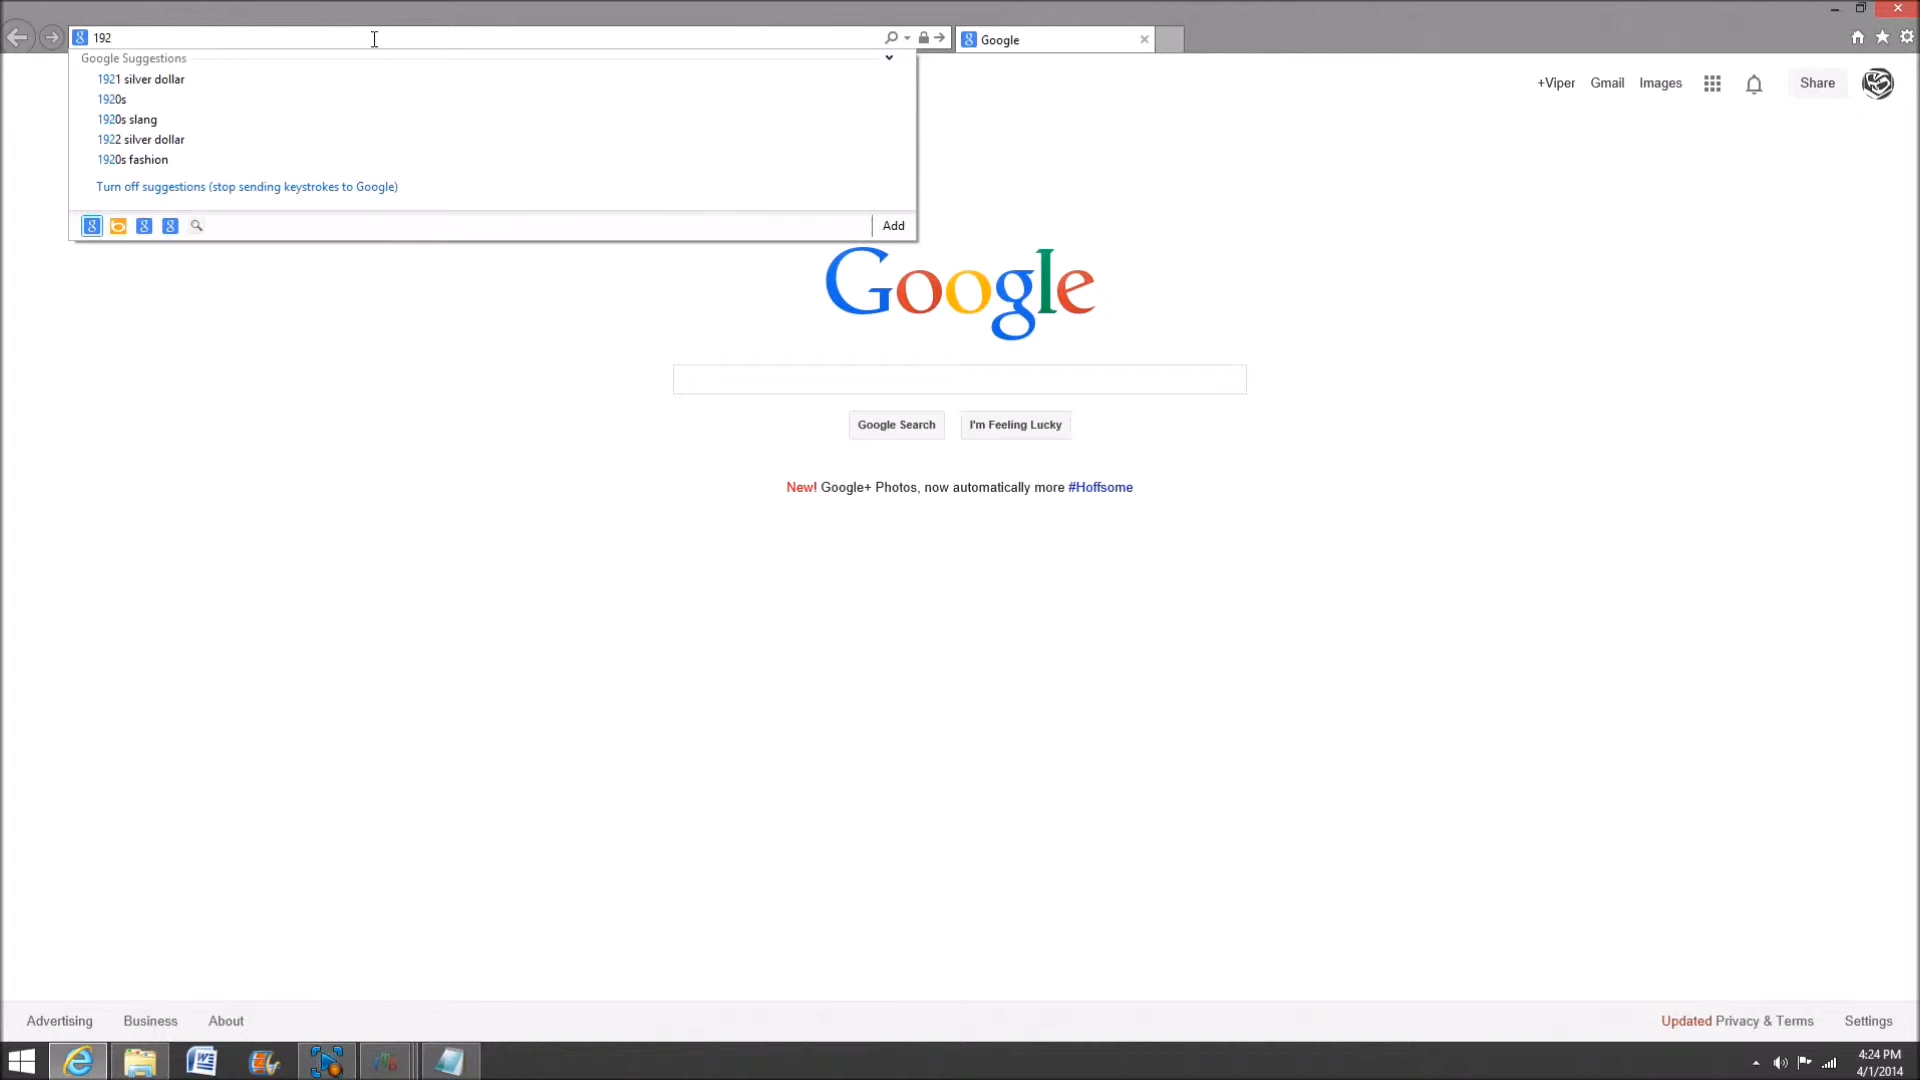 192
Google
Google Suggestions
1921 silver dollar
1920s
1920s slang
1922 silver dollar
1920s fashion
Turn off suggestions (stop sending keystrokes to Google)
Add
+Viper Gmail Images Share
Google
Google Search I'm Feeling Lucky
New! Google+ Photos, now automatically more #Hoffsome
Advertising Business About Updated Privacy & Terms Settings
4:24 PM
4/1/2014